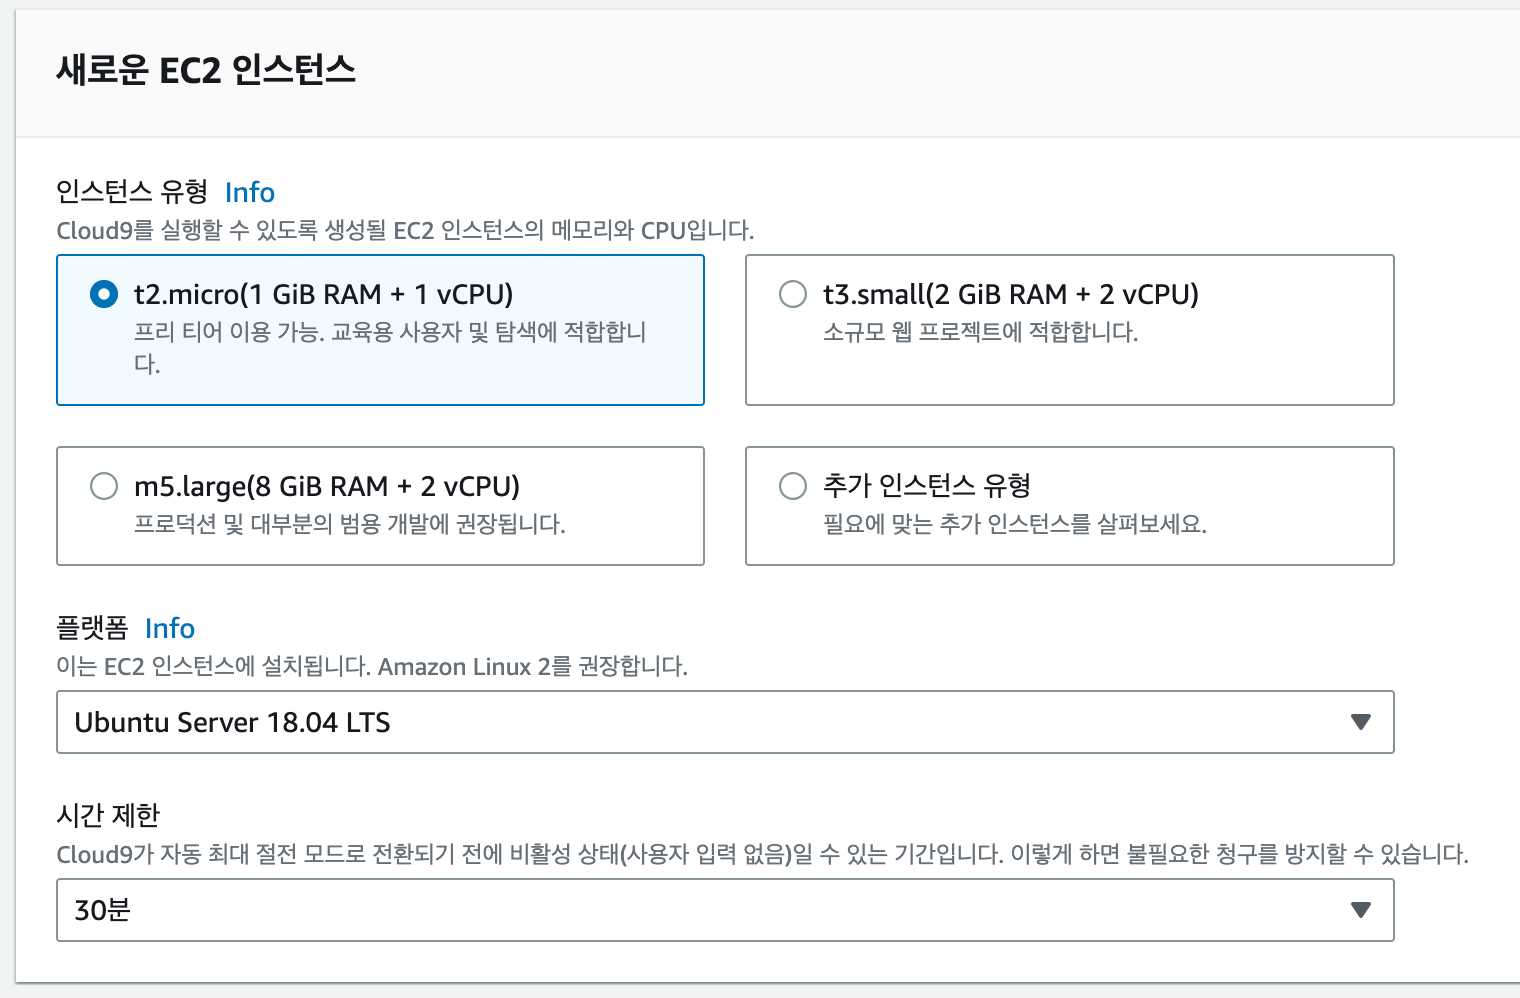 새로운 EC2 인스턴스
인스턴스 유형 Info
Cloud9를 실행할 수 있도록 생성될 EC2 인스턴스의 메모리와 CPU입니다.
t2.micro(1 GiB RAM + 1 vCPU)
프리 티어 이용 가능. 교육용 사용자 및 탐색에 적합합니
다.
t3.small(2 GiB RAM + 2 vCPU)
소규모 웹 프로젝트에 적합합니다.
m5.large(8 GiB RAM + 2 vCPU)
프로덕션 및 대부분의 범용 개발에 권장됩니다.
추가 인스턴스 유형
필요에 맞는 추가 인스턴스를 살펴보세요.
플랫폼 Info
이는 EC2 인스턴스에 설치됩니다. Amazon Linux 2를 권장합니다.
Ubuntu Server 18.04 LTS
시간 제한
Cloud9가 자동 최대 절전 모드로 전환되기 전에 비활성 상태(사용자 입력 없음)일 수 있는 기간입니다. 이렇게 하면 불필요한 청구를 방지할 수 있습니다.
30분